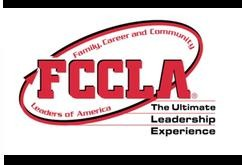 Family, Career and Community
FCCLA®
Leaders of America
The Ultimate
Leadership
Experience